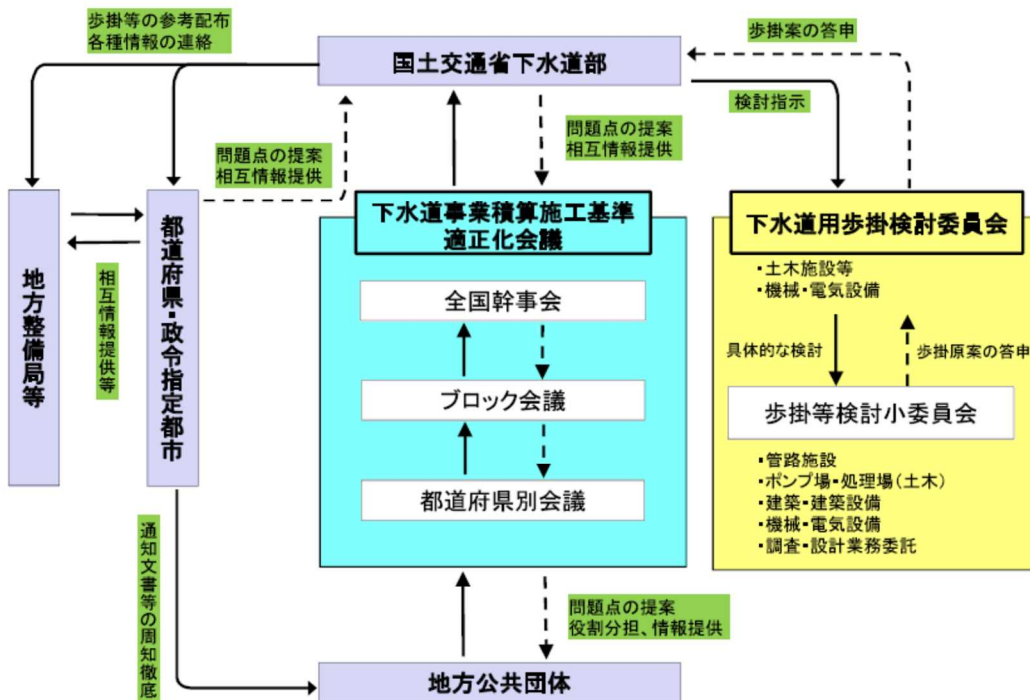 歩掛等の参考配布
各種情報の連絡
国土交通省下水道部
歩掛案の答申
検討指示
問題点の提案
相互情報提供
問題点の提案
相互情報提供
地方整備局等
都道府県・政令指定都市
相互情報提供等
下水道事業積算施工基準
適正化会議
全国幹事会
ブロック会議
都道府県別会議
下水道用歩掛検討委員会
・土木施設等
・機械・電気設備
具体的な検討
歩掛原案の答申
歩掛等検討小委員会
・管路施設
・ポンプ場・処理場(土木)
・建築・建築設備
・機械・電気設備
・調査・設計業務委託
通知文書等の周知徹底
問題点の提案
役割分担、情報提供
地方公共団体